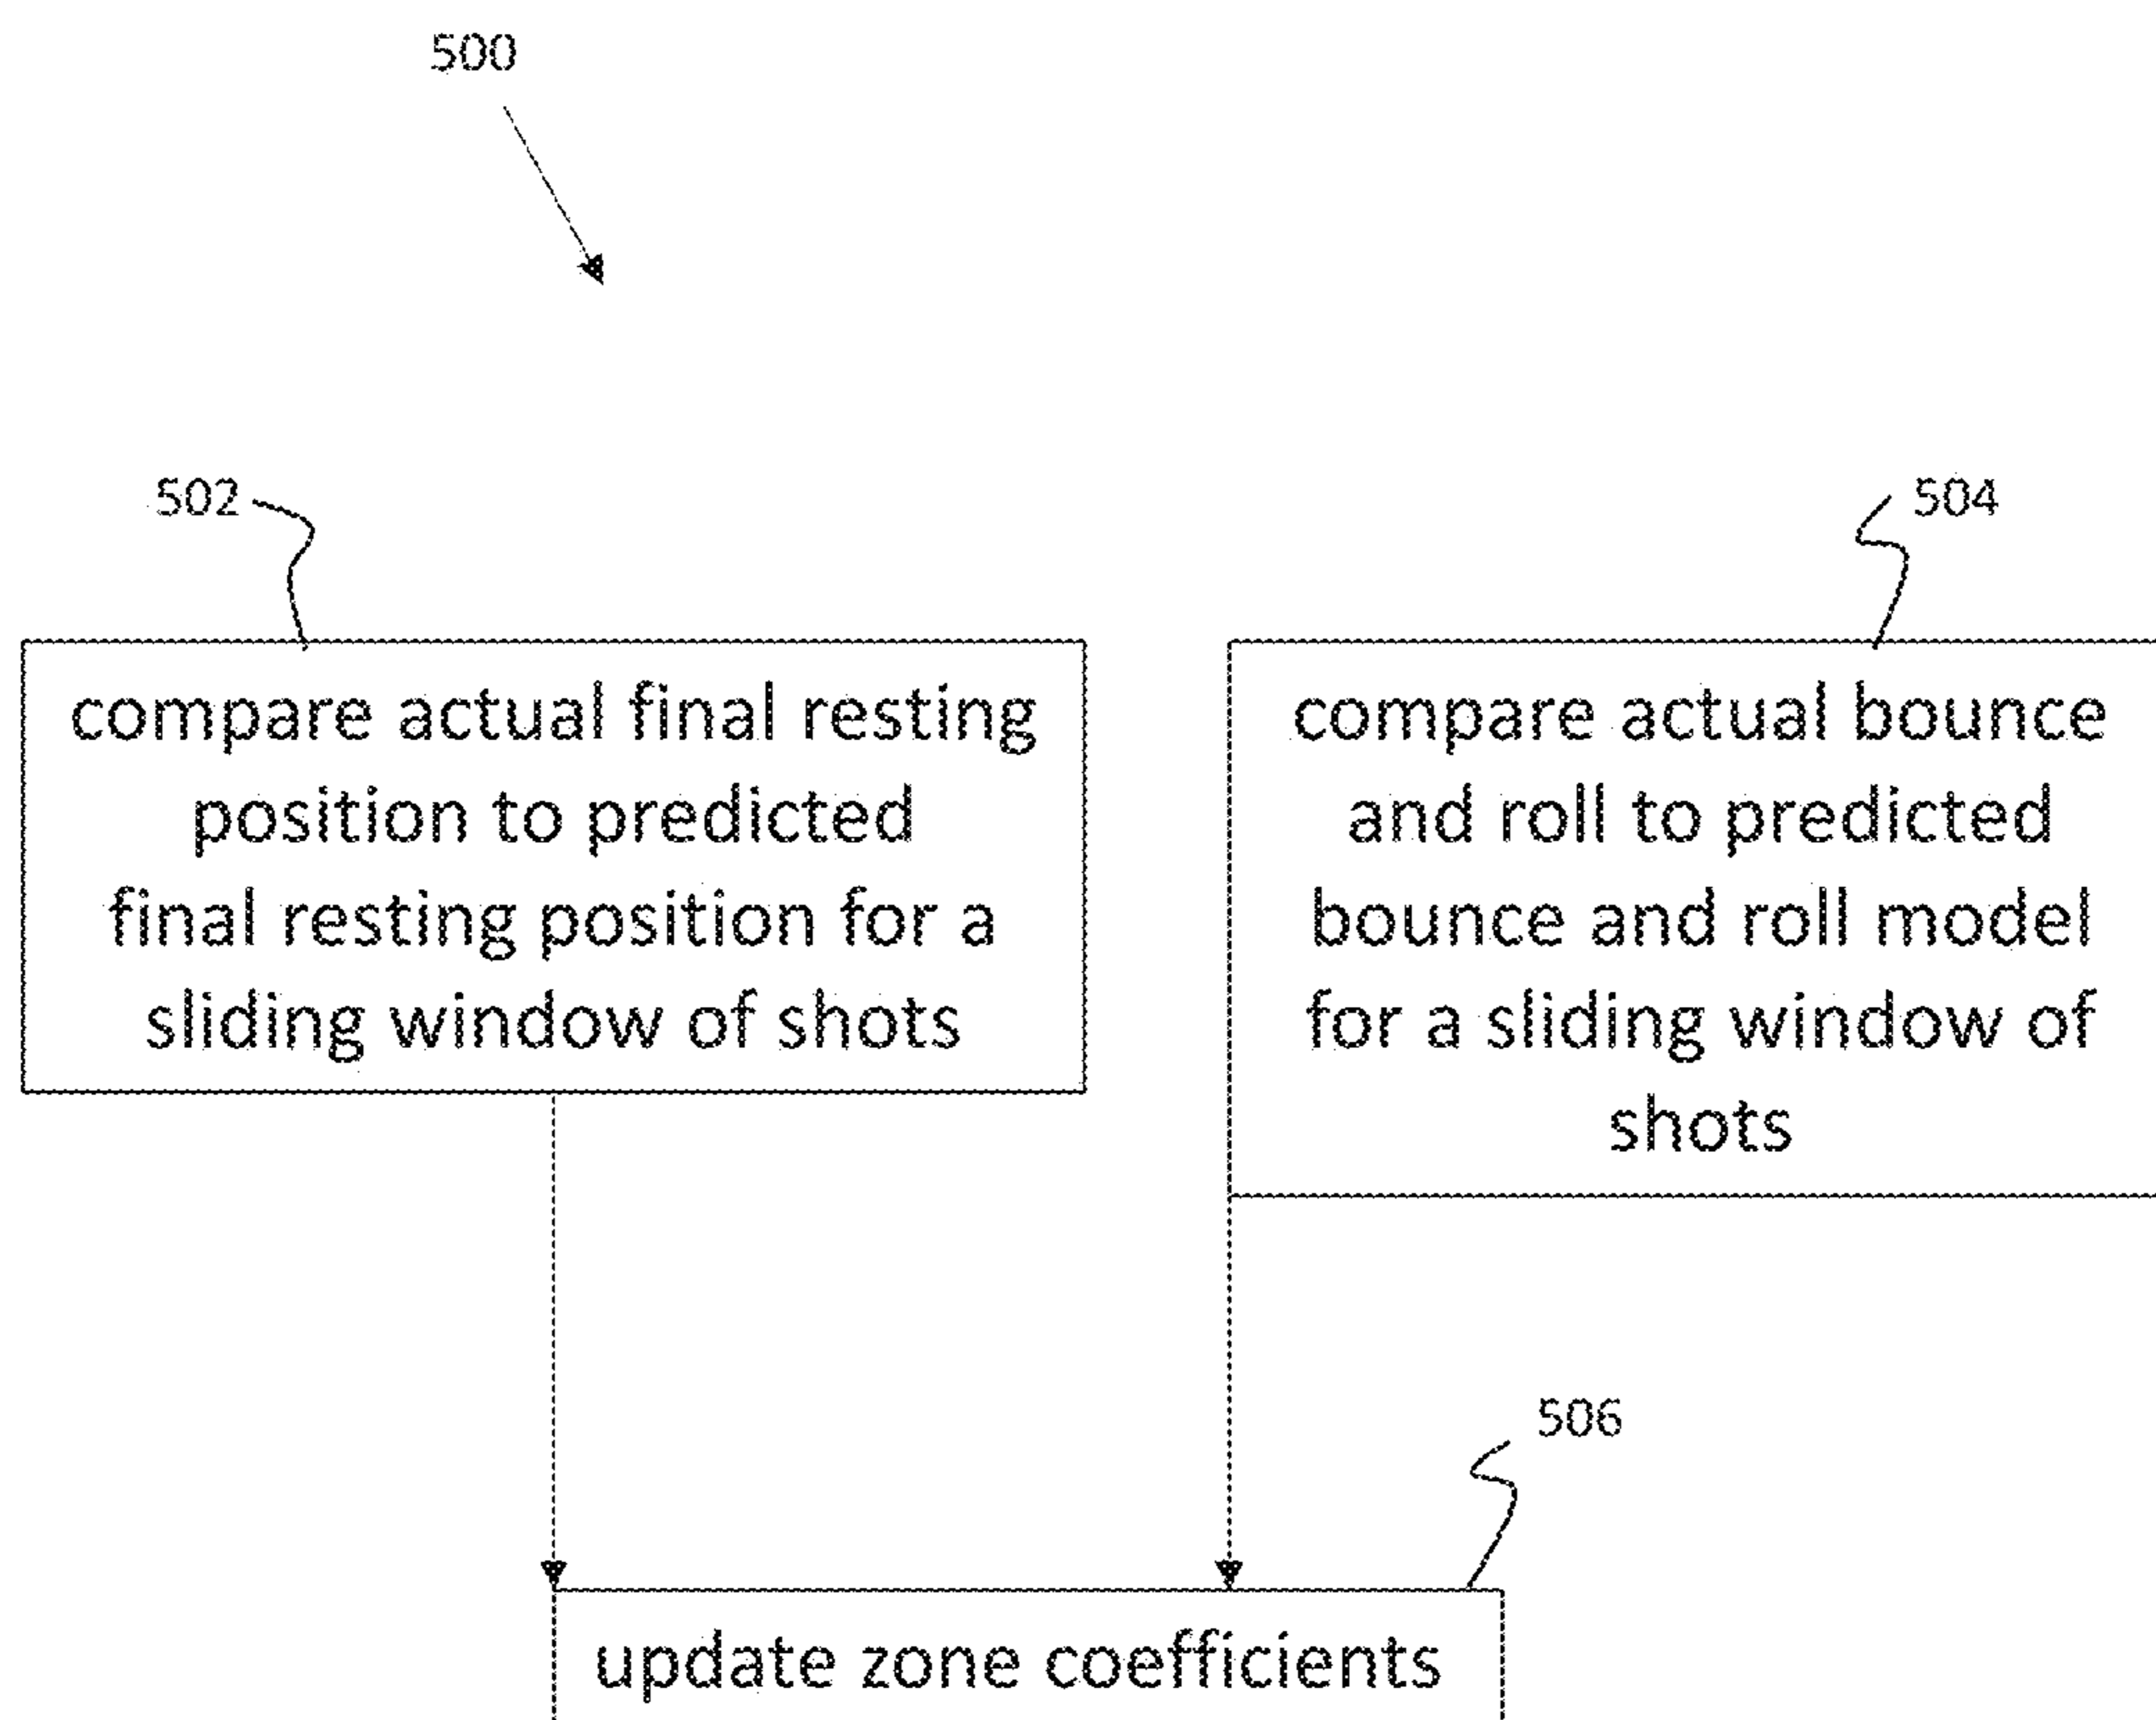 500
502
504
compare actual final resting
position to predicted
final resting position for a
sliding window of shots
compare actual bounce
and roll to predicted
bounce and roll model
for a sliding window of
shots
506
update zone coefficients